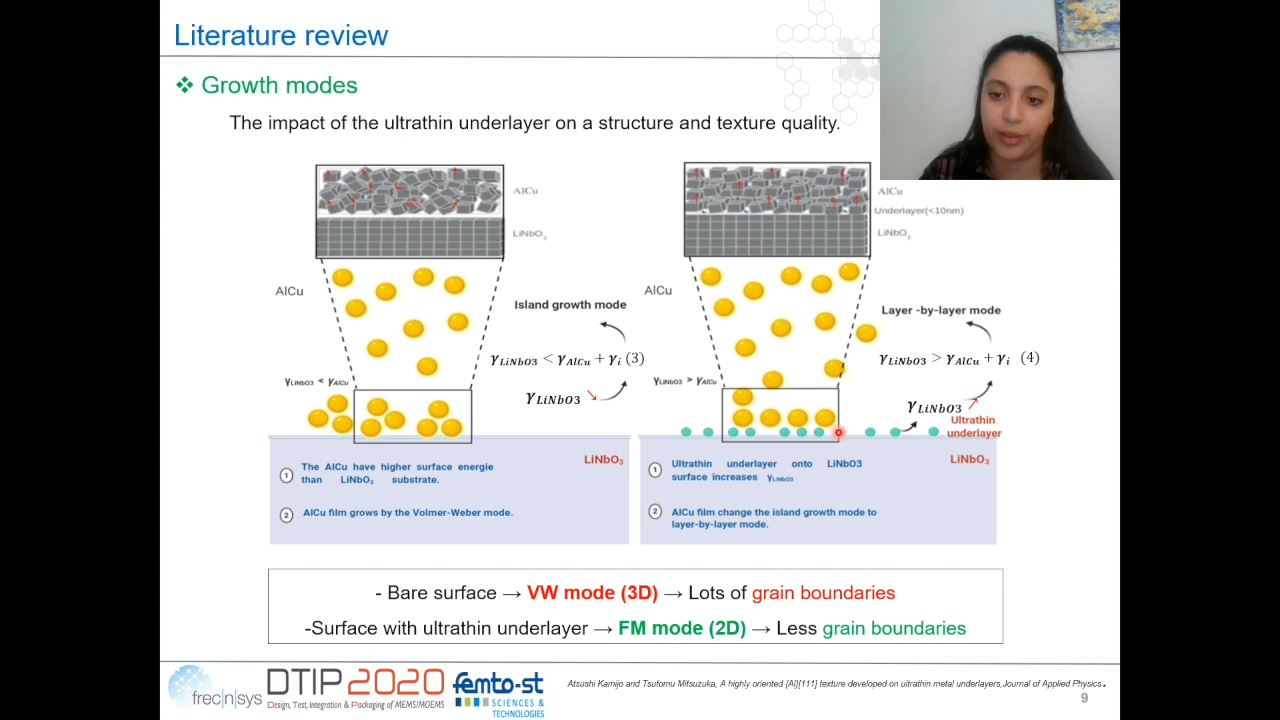 Literature review
❖ Growth modes
The impact of the ultrathin underlayer on a structure and texture quality.
AlCu
LiNbO₃
AlCu
Island growth mode
γLiNbO3 < γAlCu + γi (3)
γLiNbO3 < γAlCu
γLiNbO3
LiNbO₃
1 The AlCu have higher surface energie
than LiNbO₃ substrate.
2 AlCu film grows by the Volmer-Weber mode.
AlCu
Underlayer(<10nm)
LiNbO₃
AlCu
Layer -by-layer mode
γLiNbO3 > γAlCu + γi (4)
γLiNbO3 > γAlCu
γLiNbO3
Ultrathin
underlayer
LiNbO₃
1 Ultrathin underlayer onto LiNbO3
surface increases γLiNbO3
2 AlCu film change the island growth mode to
layer-by-layer mode.
- Bare surface → VW mode (3D) → Lots of grain boundaries
-Surface with ultrathin underlayer → FM mode (2D) → Less grain boundaries
frec|n|sys
DTIP 2020
Design, Test, Integration & Packaging of MEMS/MOEMS
femto-st
SCIENCES &
TECHNOLOGIES
Atsushi Kamijo and Tsutomu Mitsuzuka, A highly oriented {Al}[111] texture developed on ultrathin metal underlayers,Journal of Applied Physics.
9